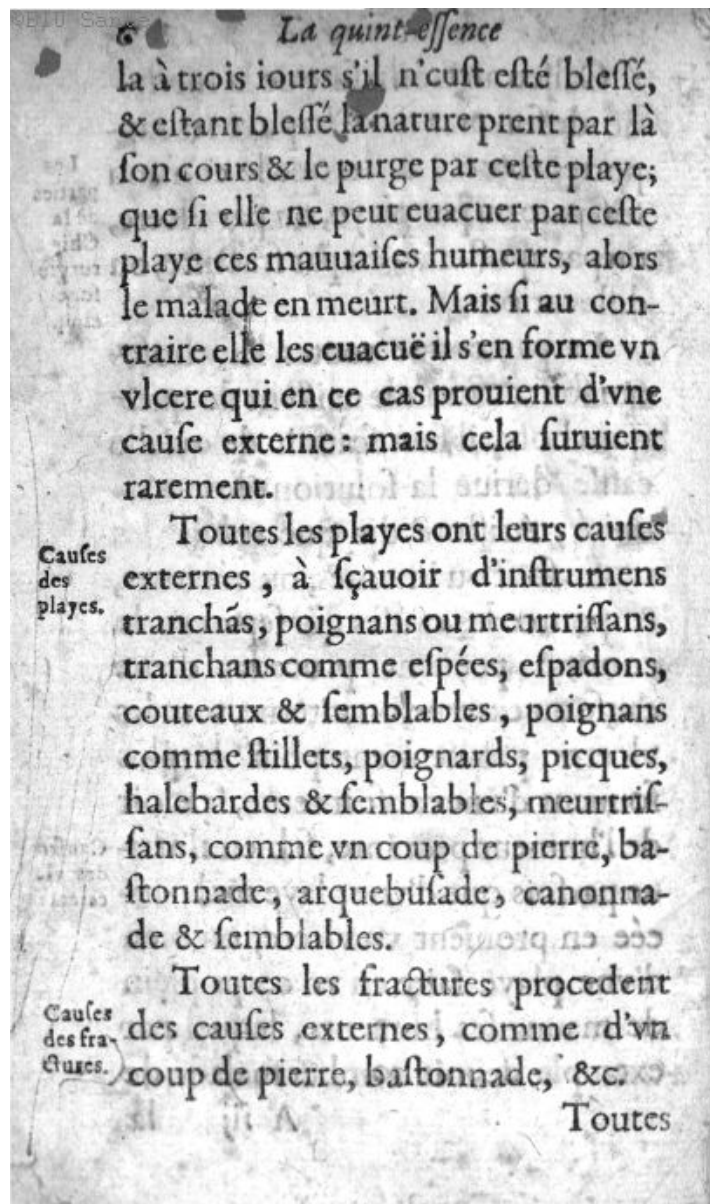 ©BIU Santé
6 La quint-eſſence
la à trois iours s'il n'euſt eſté bleſſé,
& eſtant bleſſé la nature prent par là
ſon cours & le purge par ceſte playe;
que ſi elle ne peut euacuer par ceſte
playe ces mauuaiſes humeurs, alors
le malade en meurt. Mais ſi au con-
traire elle les euacuë il s'en forme vn
vlcere qui en ce cas prouient d'vne
cauſe externe: mais cela ſuruient
rarement.
Toutes les playes ont leurs cauſes
Cauſes
des
playes.
externes, à ſçauoir d'inſtrumens
tranchãs, poignans ou meurtriſſans,
tranchans comme eſpées, eſpadons,
couteaux & ſemblables, poignans
comme ſtillets, poignards, picques,
halebardes & ſemblables, meurtriſ-
ſans, comme vn coup de pierre, ba-
ſtonnade, arquebuſade, canonna-
de & ſemblables.
Toutes les fractures procedent
Cauſes
des fra-
ctures.
des cauſes externes, comme d'vn
coup de pierre, baſtonnade, &c.
Toutes